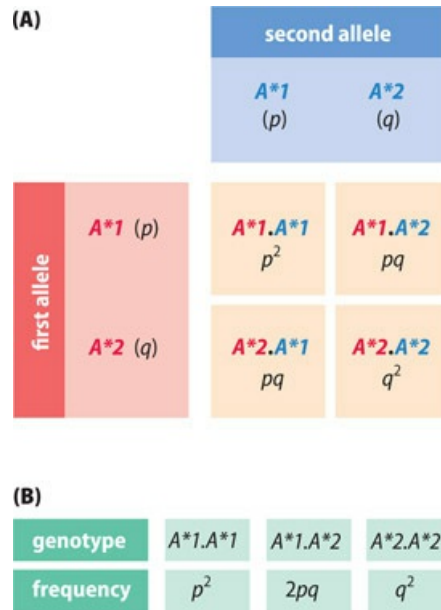 (A)
second allele
A*1 A*2
(p) (q)
first allele
A*1 (p)
A*1.A*1 A*1.A*2
p² pq
A*2 (q)
A*2.A*1 A*2.A*2
pq q²
(B)
genotype A*1.A*1 A*1.A*2 A*2.A*2
frequency p² 2pq q²